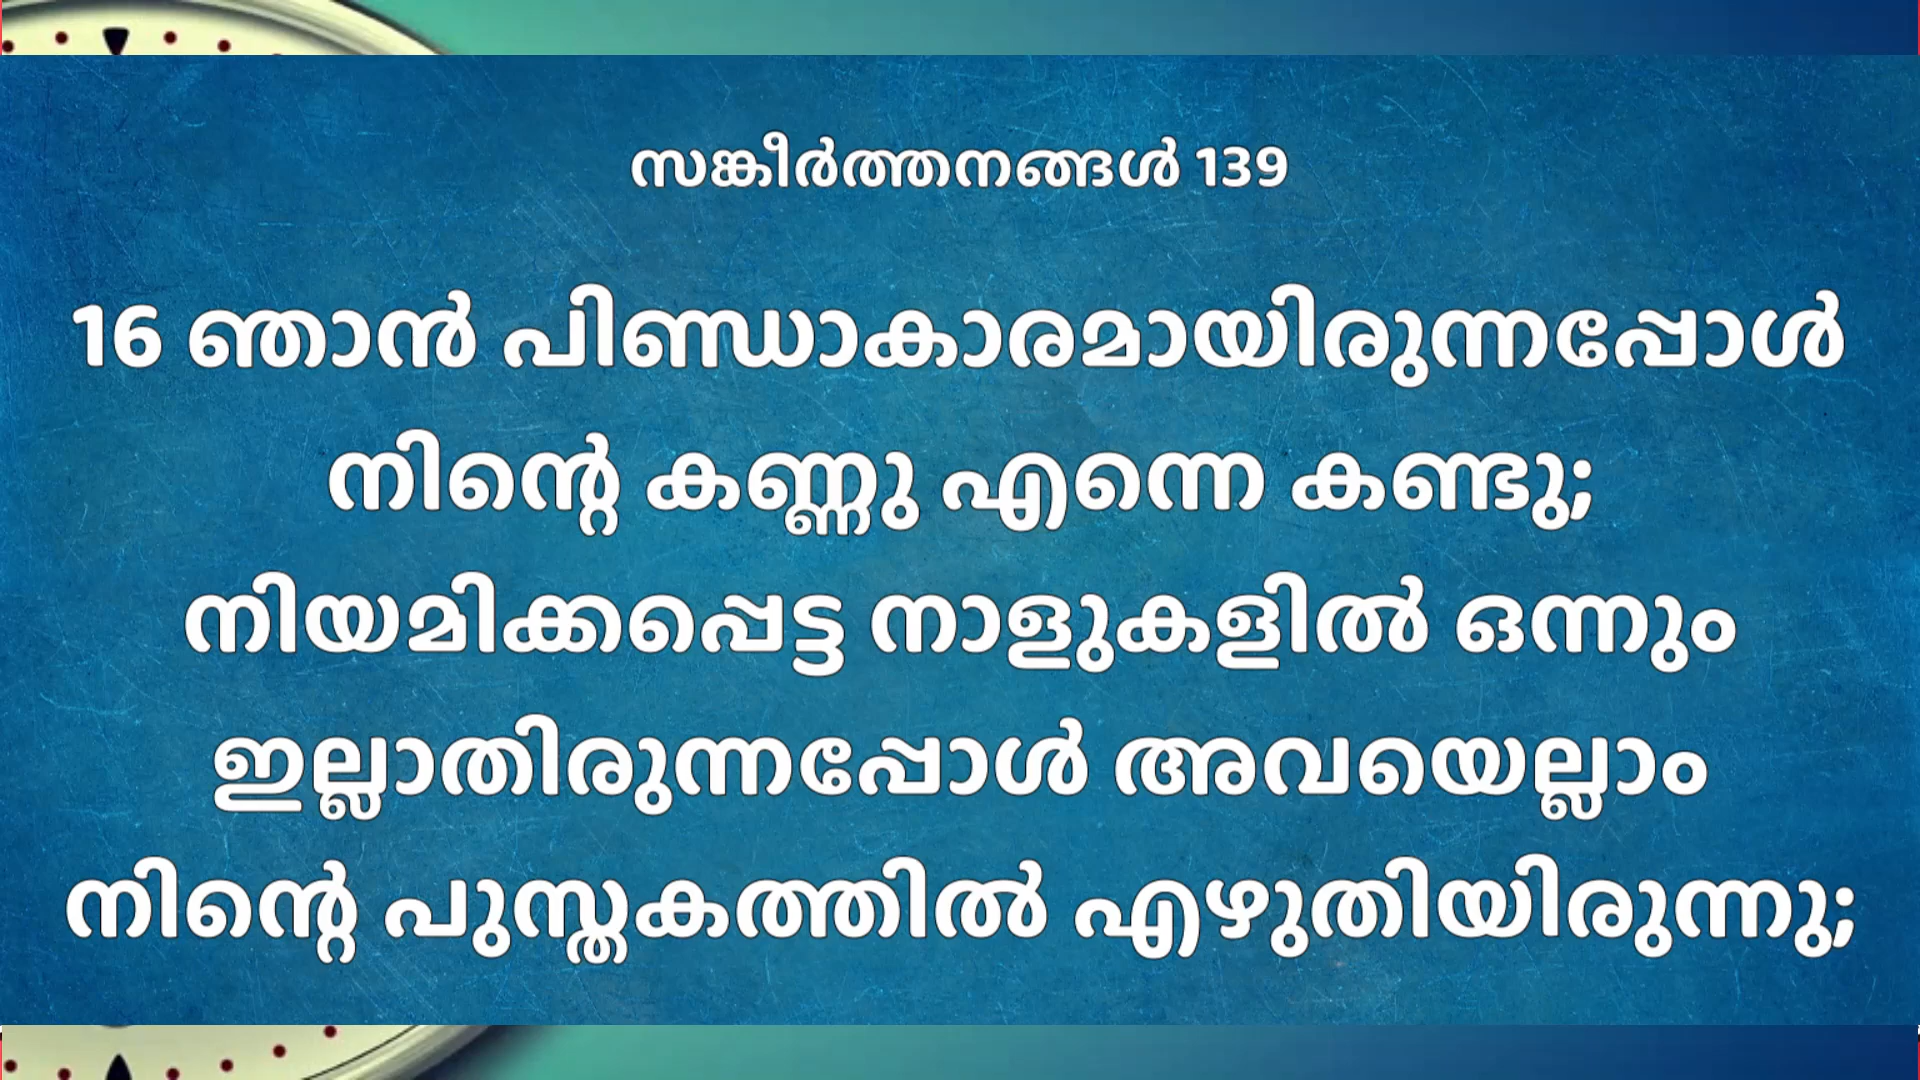 സങ്കീർത്തനങ്ങൾ 139
16 ഞാൻ പിണ്ഡാകാരമായിരുന്നപ്പോൾ
നിന്റെ കണ്ണു എന്നെ കണ്ടു;
നിയമിക്കപ്പെട്ട നാളുകളിൽ ഒന്നും
ഇല്ലാതിരുന്നപ്പോൾ അവയെല്ലാം
നിന്റെ പുസ്തകത്തിൽ എഴുതിയിരുന്നു;